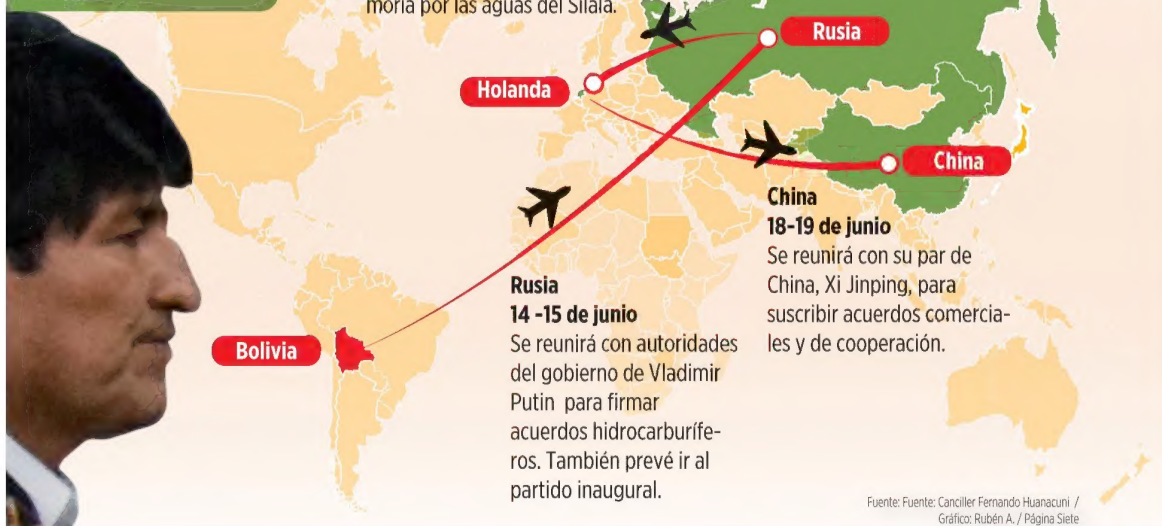 moria por las aguas del Silala.
Rusia
Holanda
China
Bolivia
Rusia
14 -15 de junio
Se reunirá con autoridades
del gobierno de Vladimir
Putin para firmar
acuerdos hidrocarburífe-
ros. También prevé ir al
partido inaugural.
China
18-19 de junio
Se reunirá con su par de
China, Xi Jinping, para
suscribir acuerdos comercia-
les y de cooperación.
Fuente: Fuente: Canciller Fernando Huanacuni /
Gráfico: Rubén A. / Página Siete